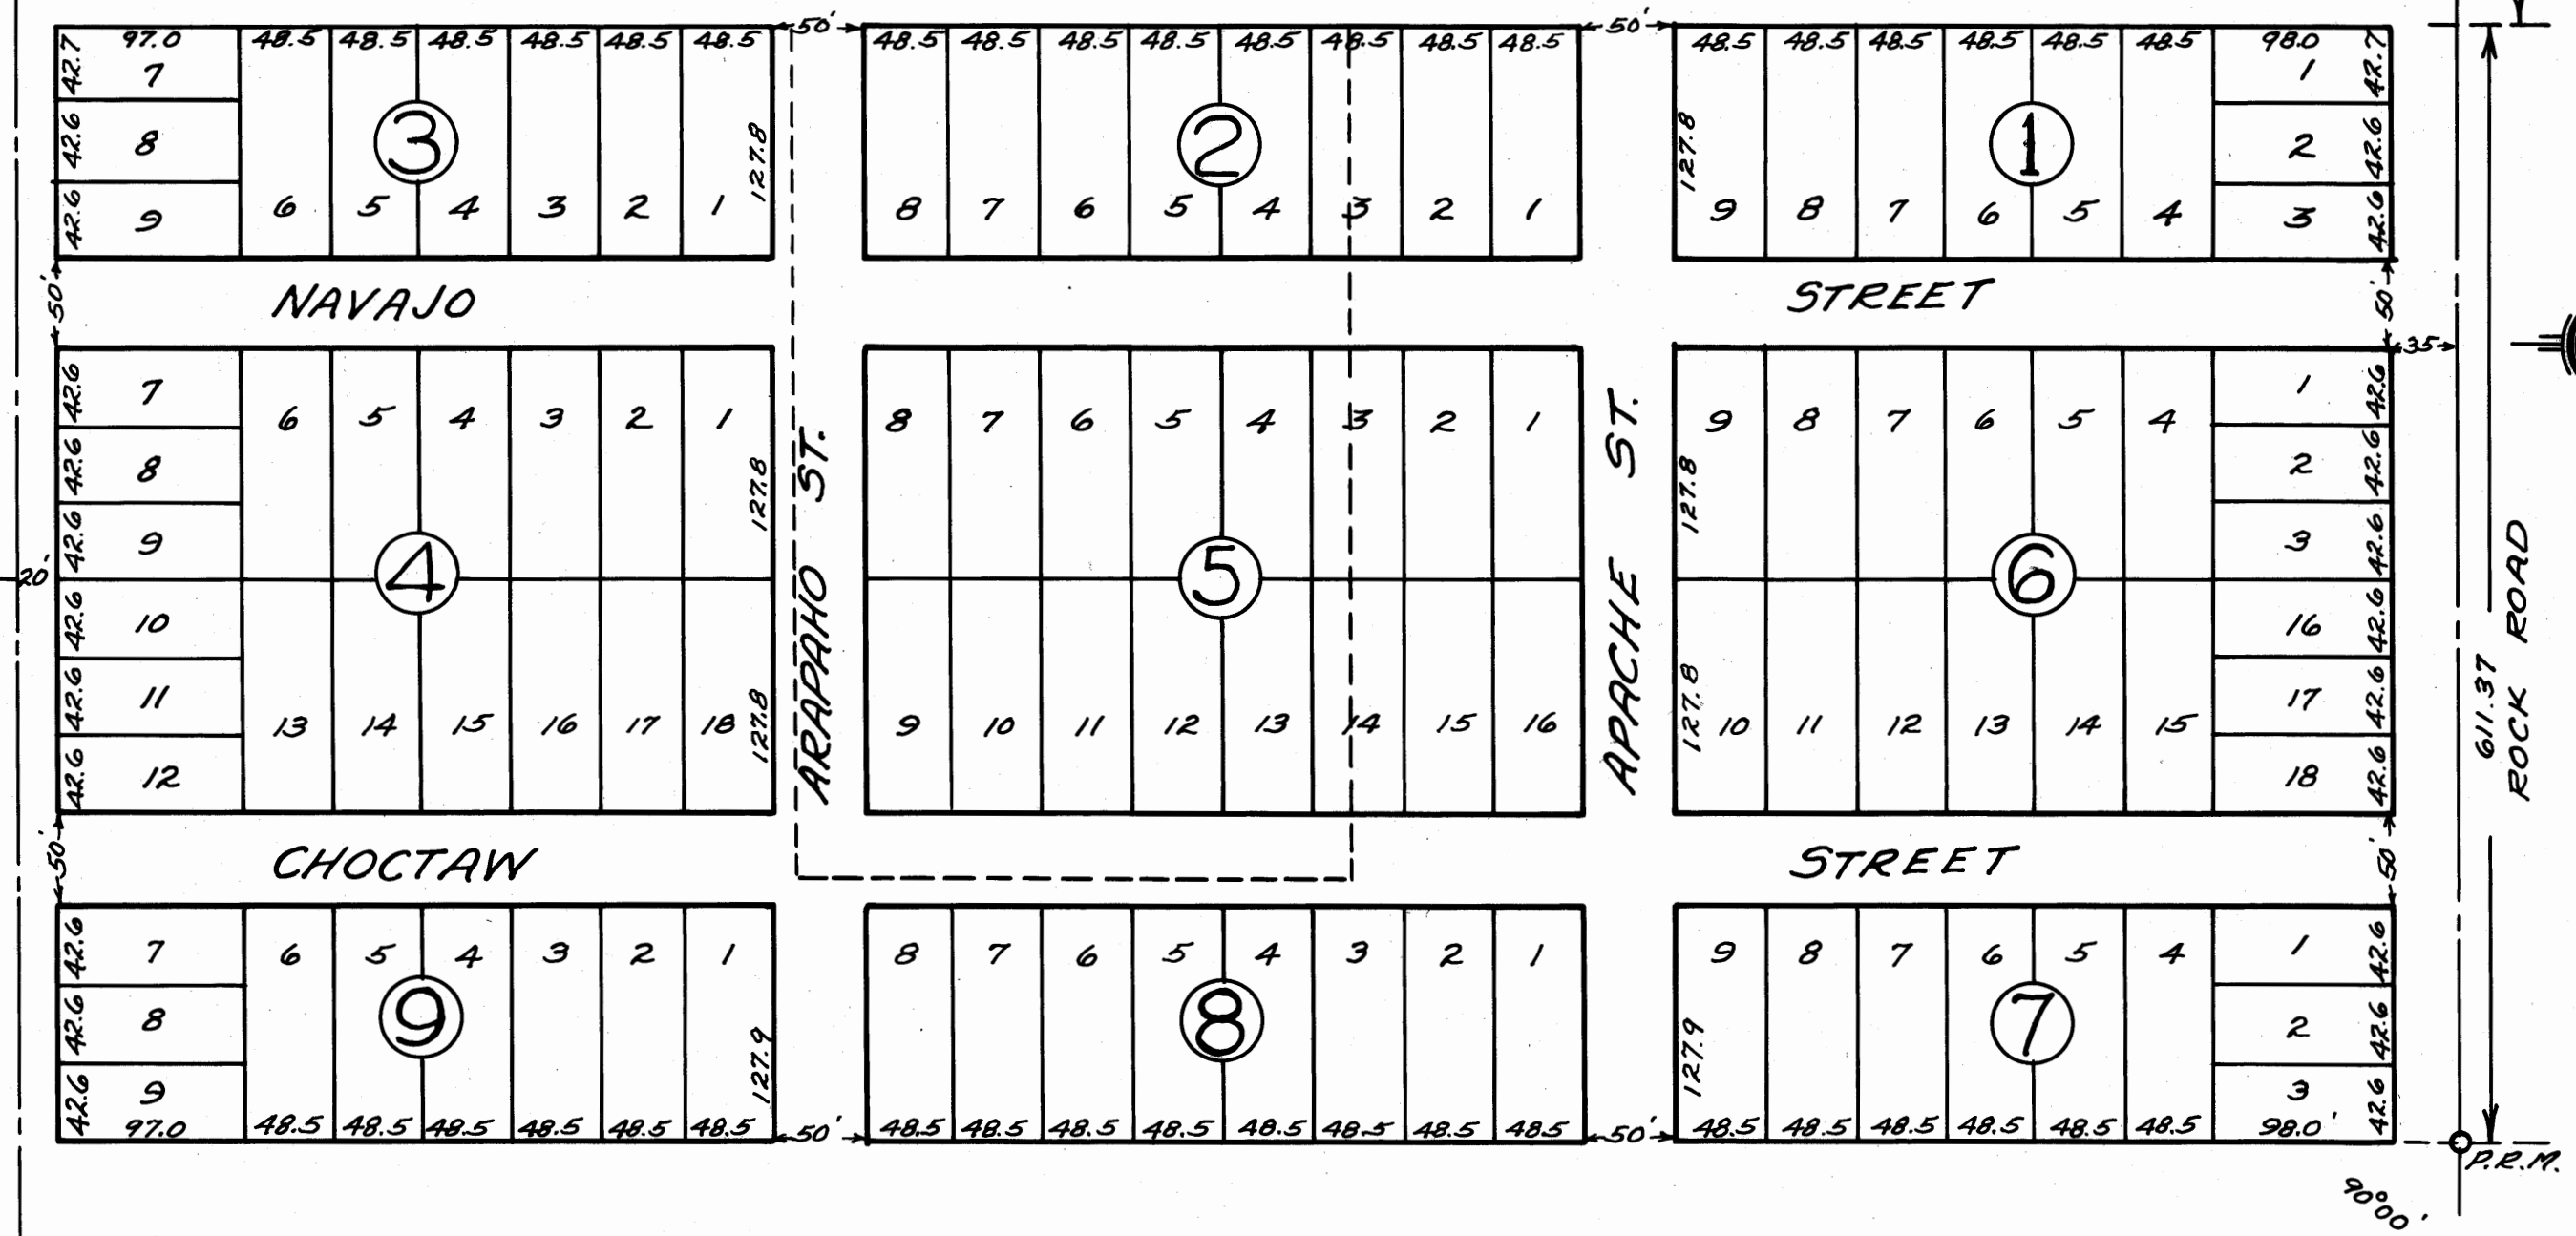 97.0 48.5 48.5 48.5 48.5 48.5 48.5 50' 48.5 48.5 48.5 48.5 48.5 48.5 48.5 48.5 50' 48.5 48.5 48.5 48.5 48.5 48.5 98.0
42.7 7 1 42.7
3 2 1
42.6 8 127.8 127.8 2 42.6
42.6 9 6 5 4 3 2 1 8 7 6 5 4 3 2 1 9 8 7 6 5 4 3 42.6
50' NAVAJO STREET 50'
35
42.6 7 1 42.6
6 5 4 3 2 1 8 7 6 5 4 3 2 1 9 8 7 6 5 4
42.6 8 127.8 127.8 2 42.6
42.6 9 3 42.6
20' 4 5 6
ARAPAHO ST.
APACHE ST.
611.37
ROCK ROAD
42.6 10 16 42.6
42.6 11 17 42.6
13 14 15 16 17 18 127.8 9 10 11 12 13 14 15 16 127.8 10 11 12 13 14 15
42.6 12 18 42.6
50' CHOCTAW STREET 50'
42.6 7 6 5 4 3 2 1 8 7 6 5 4 3 2 1 9 8 7 6 5 4 1 42.6
42.6 8 2 42.6
9 8 7
127.9 127.9
42.6 9 3 42.6
97.0 48.5 48.5 48.5 48.5 48.5 48.5 50' 48.5 48.5 48.5 48.5 48.5 48.5 48.5 48.5 50' 48.5 48.5 48.5 48.5 48.5 48.5 98.0'
P.R.M.
90°00'